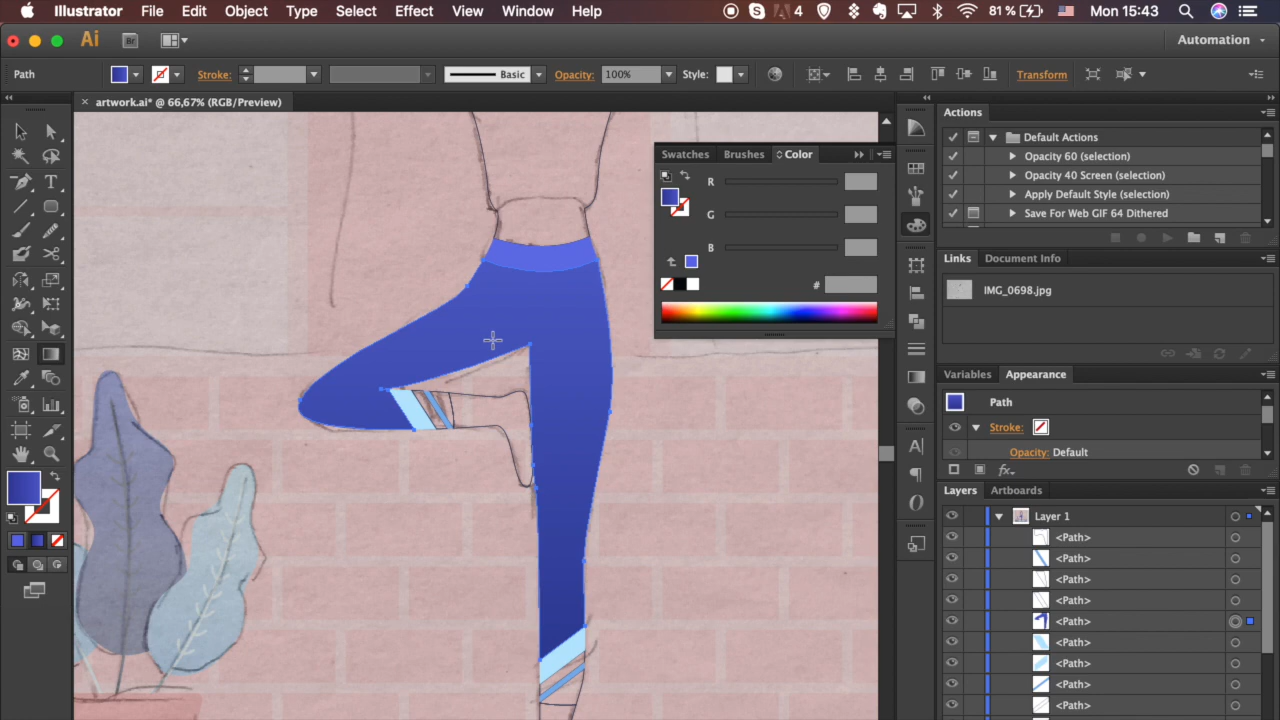 Illustrator File Edit Object Type Select Effect View Window Help 4 81 % Mon 15:43
Ai Br Automation
Path Stroke: Basic Opacity: 100% Style: Transform
× artwork.ai* @ 66,67% (RGB/Preview)
Swatches Brushes Color
R
G
B
#
Actions
Default Actions
Opacity 60 (selection)
Opacity 40 Screen (selection)
Apply Default Style (selection)
Save For Web GIF 64 Dithered
Links Document Info
IMG_0698.jpg
Variables Appearance
Path
Stroke:
Opacity: Default
fx
Layers Artboards
Layer 1
<Path>
<Path>
<Path>
<Path>
<Path>
<Path>
<Path>
<Path>
<Path>